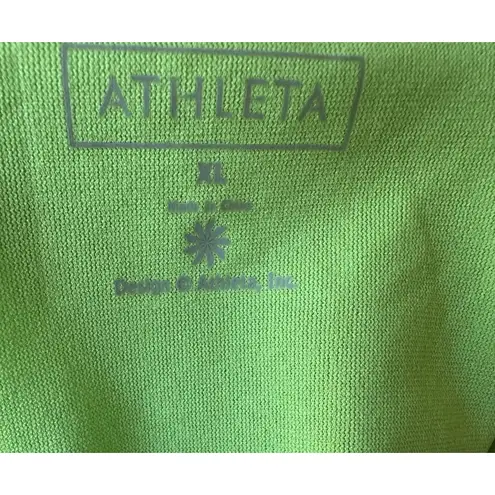 ATHLETA
XL
Made in China
Design © Athleta, Inc.